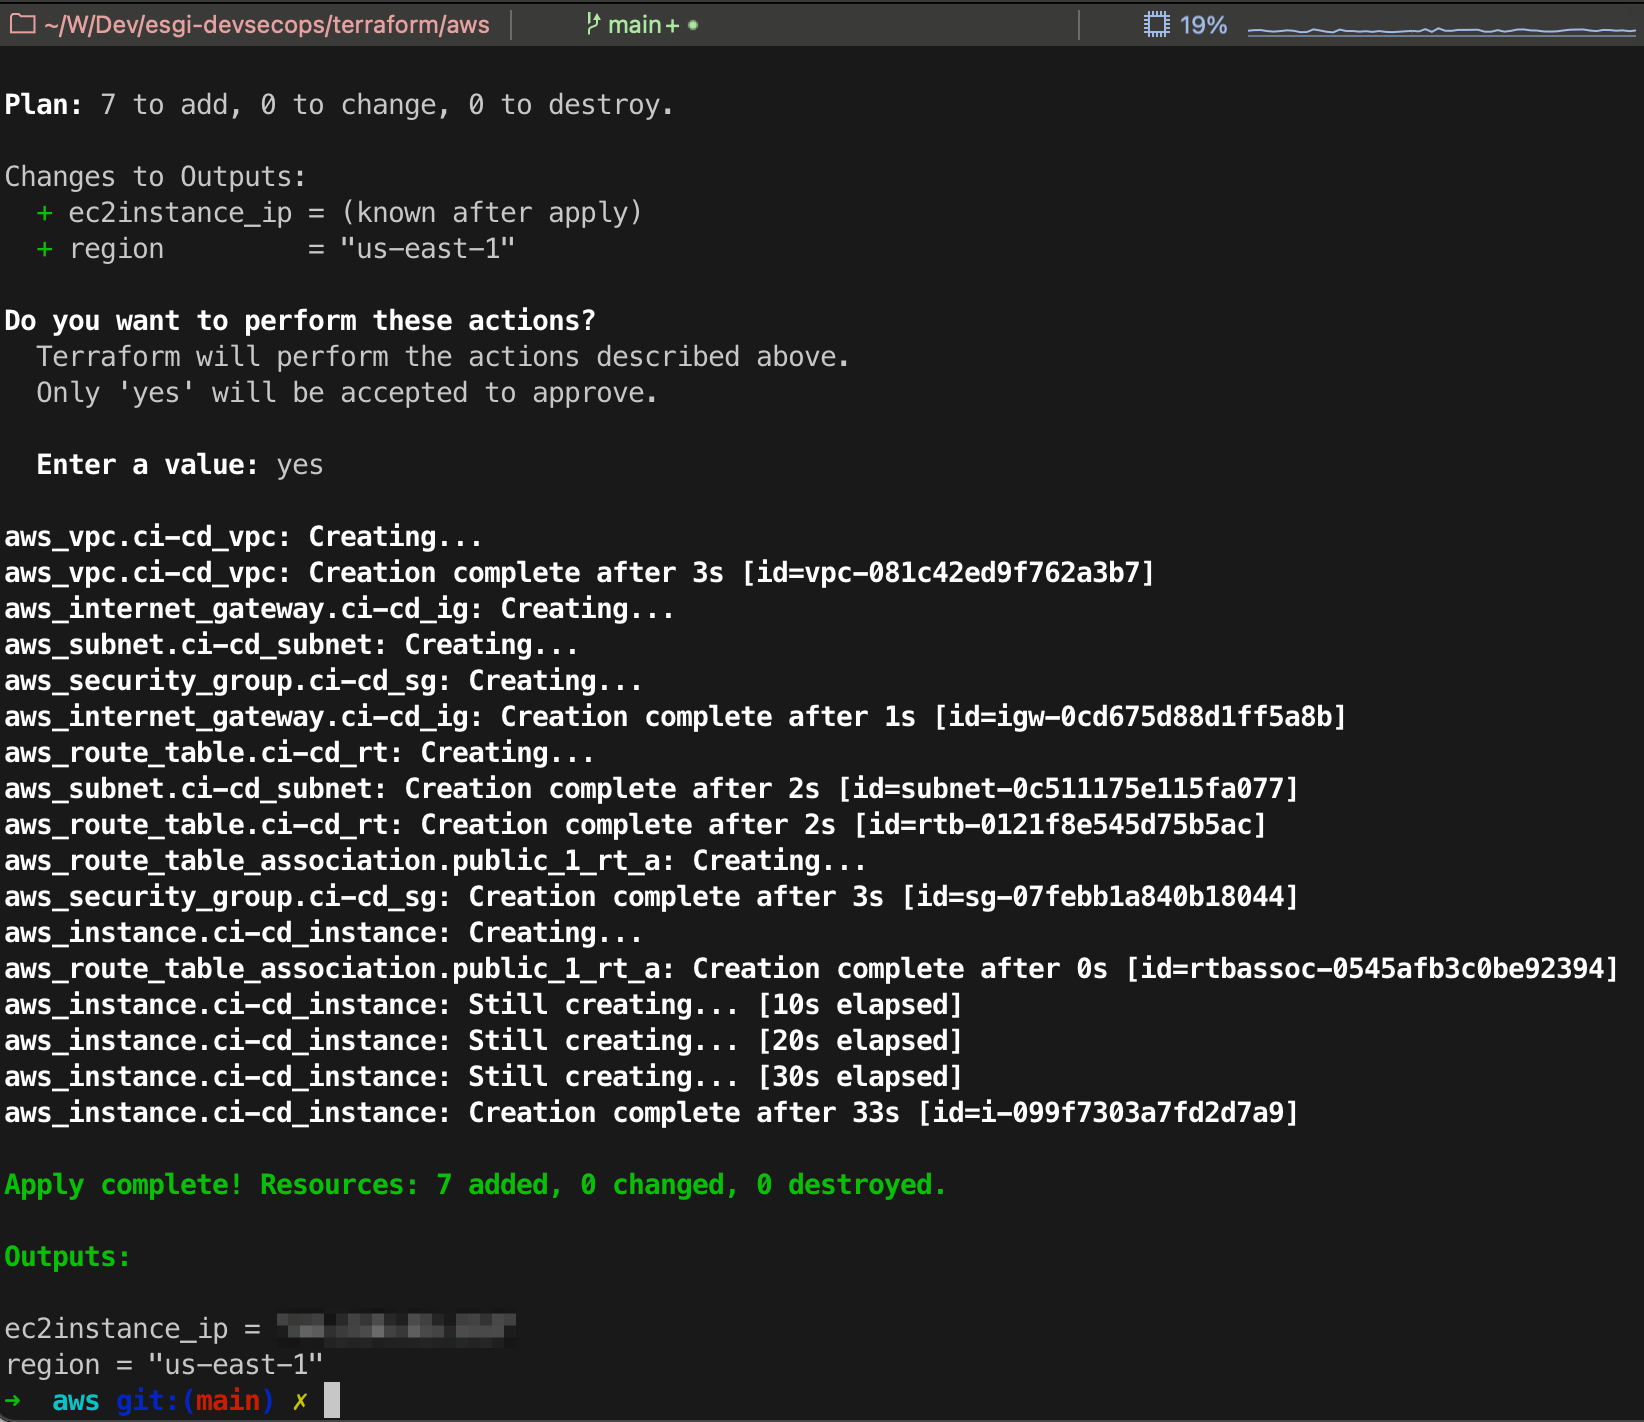 ~/W/Dev/esgi-devsecops/terraform/aws main+ 19%
Plan: 7 to add, 0 to change, 0 to destroy.
Changes to Outputs:
+ ec2instance_ip = (known after apply)
+ region = "us-east-1"
Do you want to perform these actions?
Terraform will perform the actions described above.
Only 'yes' will be accepted to approve.
Enter a value: yes
aws_vpc.ci-cd_vpc: Creating...
aws_vpc.ci-cd_vpc: Creation complete after 3s [id=vpc-081c42ed9f762a3b7]
aws_internet_gateway.ci-cd_ig: Creating...
aws_subnet.ci-cd_subnet: Creating...
aws_security_group.ci-cd_sg: Creating...
aws_internet_gateway.ci-cd_ig: Creation complete after 1s [id=igw-0cd675d88d1ff5a8b]
aws_route_table.ci-cd_rt: Creating...
aws_subnet.ci-cd_subnet: Creation complete after 2s [id=subnet-0c511175e115fa077]
aws_route_table.ci-cd_rt: Creation complete after 2s [id=rtb-0121f8e545d75b5ac]
aws_route_table_association.public_1_rt_a: Creating...
aws_security_group.ci-cd_sg: Creation complete after 3s [id=sg-07febb1a840b18044]
aws_instance.ci-cd_instance: Creating...
aws_route_table_association.public_1_rt_a: Creation complete after 0s [id=rtbassoc-0545afb3c0be92394]
aws_instance.ci-cd_instance: Still creating... [10s elapsed]
aws_instance.ci-cd_instance: Still creating... [20s elapsed]
aws_instance.ci-cd_instance: Still creating... [30s elapsed]
aws_instance.ci-cd_instance: Creation complete after 33s [id=i-099f7303a7fd2d7a9]
Apply complete! Resources: 7 added, 0 changed, 0 destroyed.
Outputs:
ec2instance_ip =
region = "us-east-1"
➜ aws git:(main) ✗